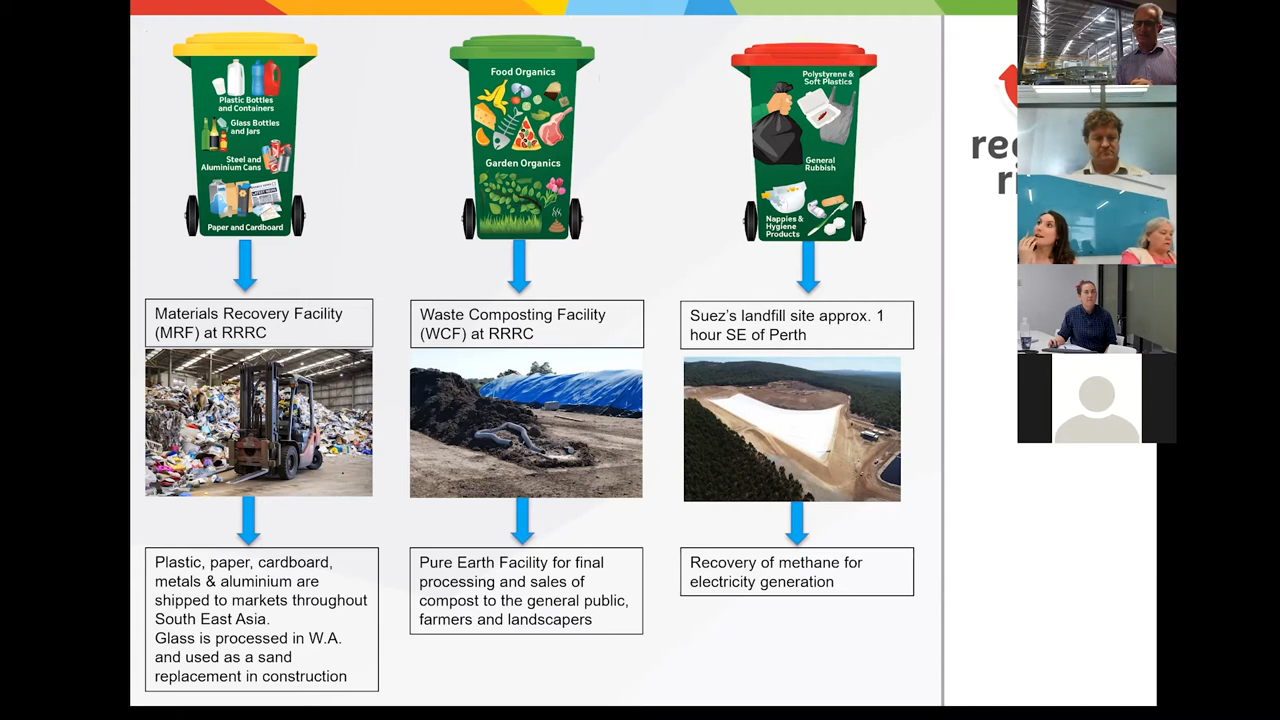 Plastic Bottles
and Containers
Glass Bottles
and Jars
Steel and
Aluminium Cans
Paper and Cardboard
Food Organics
Garden Organics
Polystyrene &
Soft Plastics
General
Rubbish
Nappies &
Hygiene
Products
Materials Recovery Facility
(MRF) at RRRC
Waste Composting Facility
(WCF) at RRRC
Suez's landfill site approx. 1
hour SE of Perth
Plastic, paper, cardboard,
metals & aluminium are
shipped to markets throughout
South East Asia.
Glass is processed in W.A.
and used as a sand
replacement in construction
Pure Earth Facility for final
processing and sales of
compost to the general public,
farmers and landscapers
Recovery of methane for
electricity generation